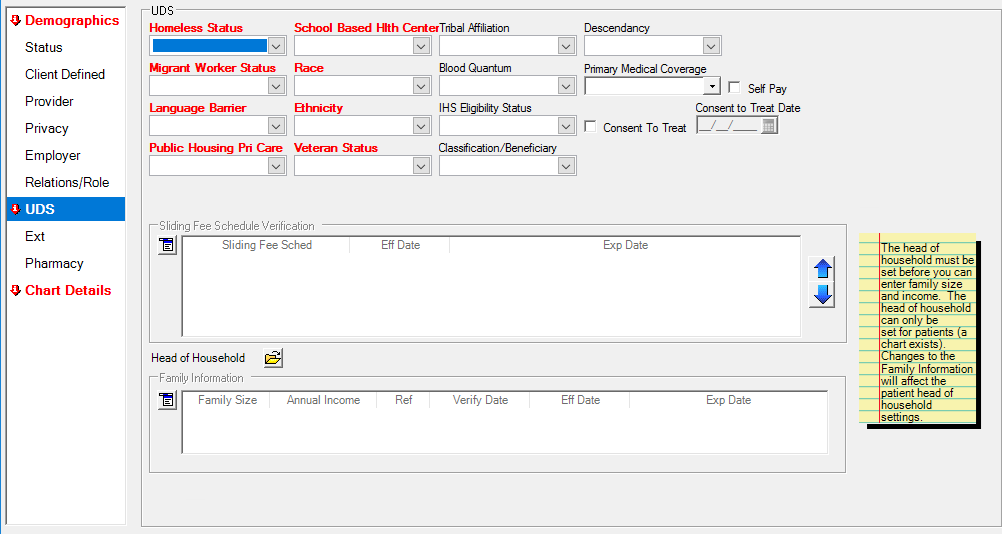 Demographics
Status
Client Defined
Provider
Privacy
Employer
Relations/Role
UDS
Ext
Pharmacy
Chart Details
UDS
Homeless Status
School Based Hlth Center
Tribal Affiliation
Descendancy
Migrant Worker Status
Race
Blood Quantum
Primary Medical Coverage
Self Pay
Language Barrier
Ethnicity
IHS Eligibility Status
Consent To Treat
Consent to Treat Date
__/__/____
Public Housing Pri Care
Veteran Status
Classification/Beneficiary
Sliding Fee Schedule Verification
Sliding Fee Sched
Eff Date
Exp Date
Head of Household
Family Information
Family Size
Annual Income
Ref
Verify Date
Eff Date
Exp Date
The head of
household must be
set before you can
enter family size
and income. The
head of household
can only be
set for patients (a
chart exists).
Changes to the
Family Information
will affect the
patient head of
household
settings.